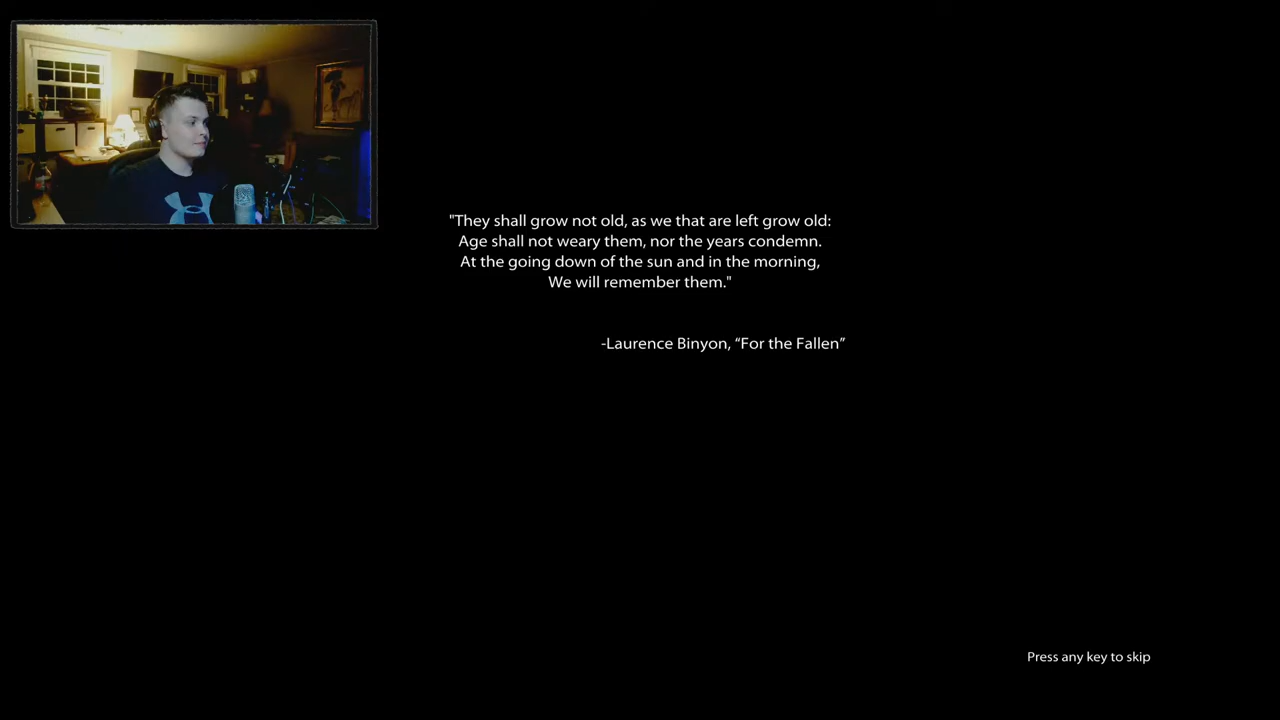 "They shall grow not old, as we that are left grow old:
Age shall not weary them, nor the years condemn.
At the going down of the sun and in the morning,
We will remember them."
-Laurence Binyon, “For the Fallen”
Press any key to skip